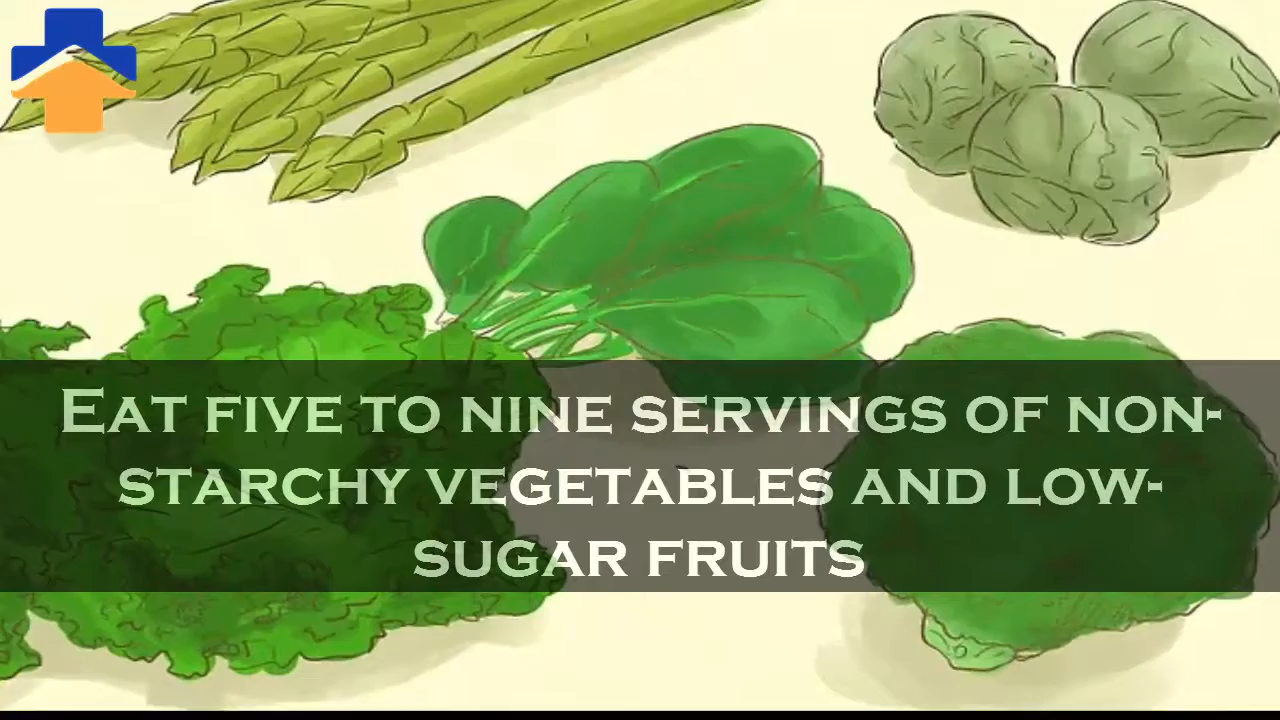 Eat five to nine servings of non-
starchy vegetables and low-
sugar fruits